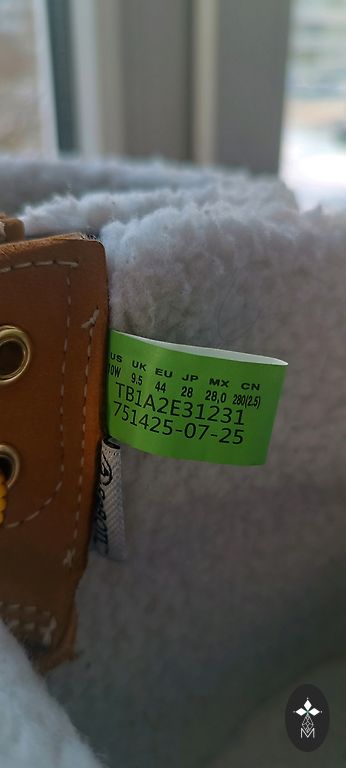 US UK EU JP MX CN
10W 9.5 44 28 28,0 280(2.5)
TB1A2E31231
751425-07-25
M